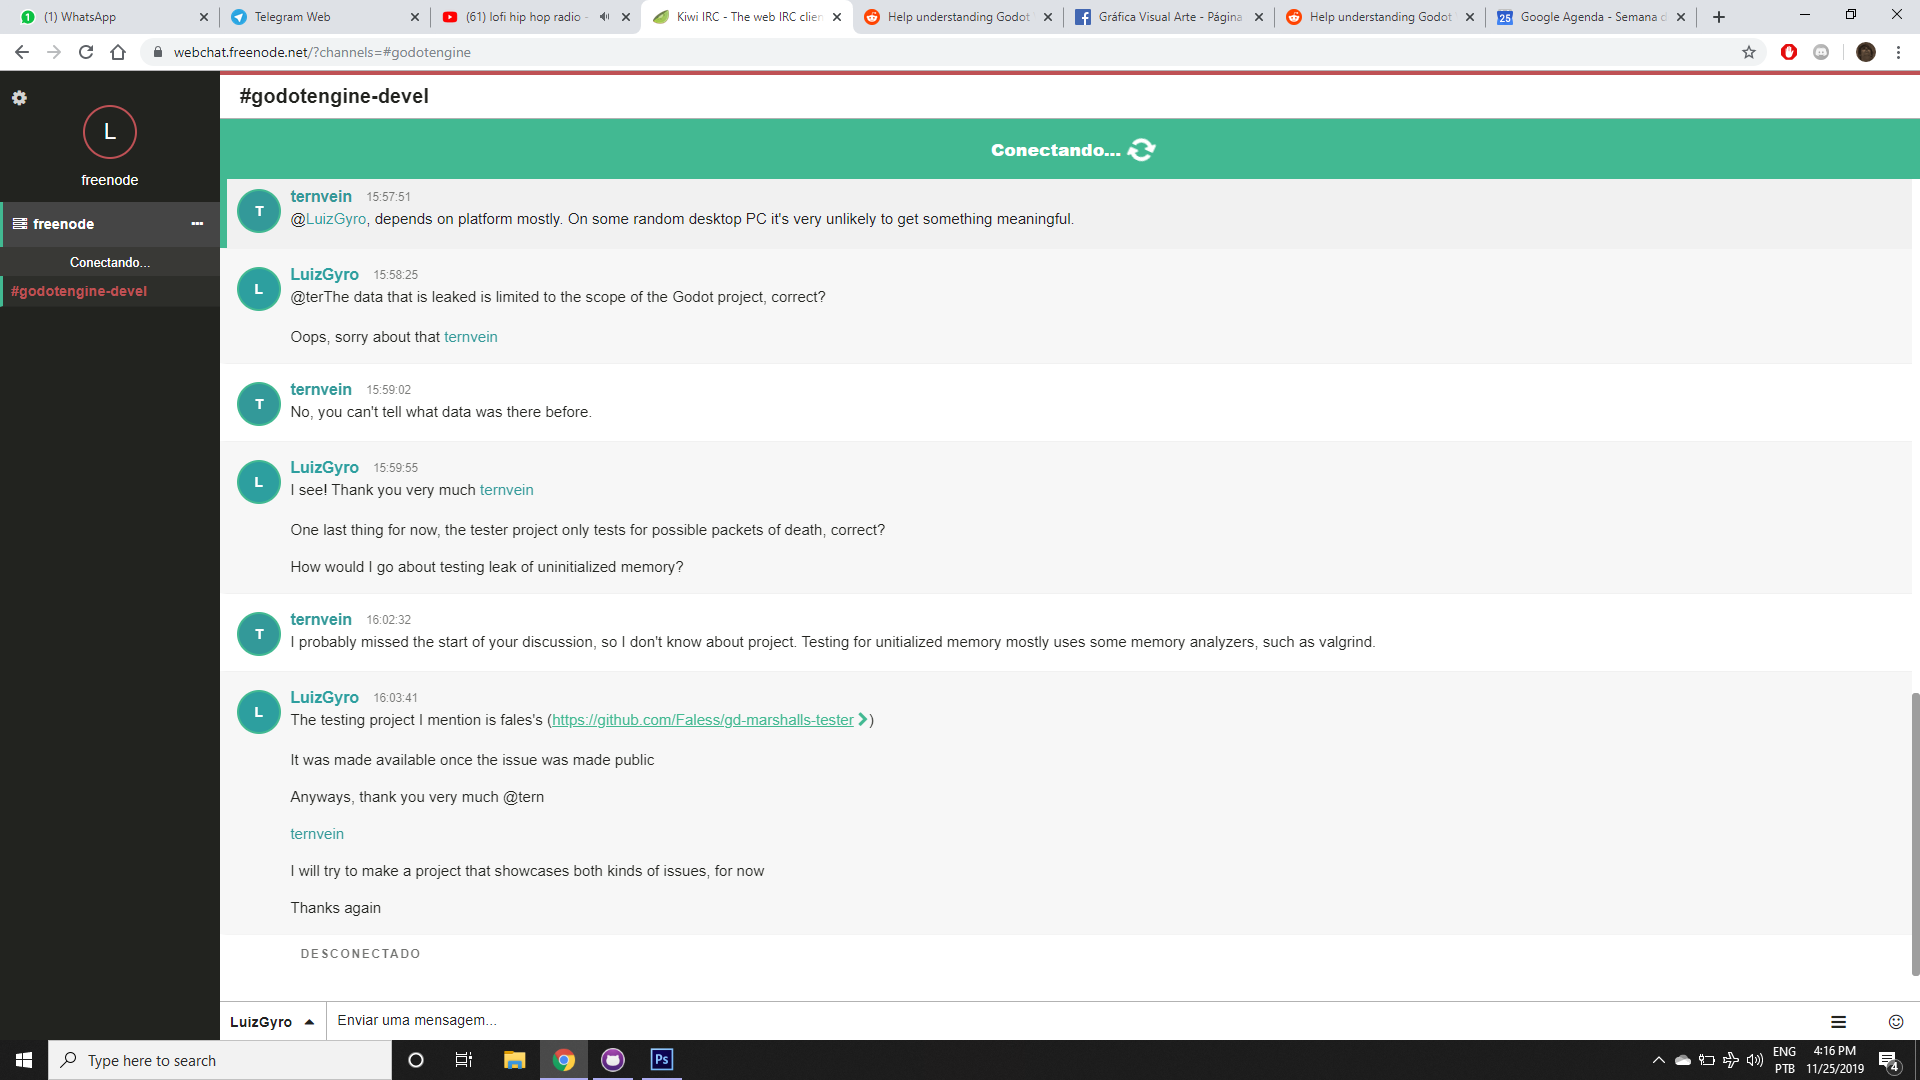 (1) WhatsApp
Telegram Web
(61) lofi hip hop radio -
Kiwi IRC - The web IRC clien
Help understanding Godot
Gráfica Visual Arte - Página
Help understanding Godot
25
Google Agenda - Semana d
webchat.freenode.net/?channels=#godotengine
L
freenode
freenode
Conectando...
#godotengine-devel
#godotengine-devel
Conectando...
T
ternvein 15:57:51
@LuizGyro, depends on platform mostly. On some random desktop PC it's very unlikely to get something meaningful.
L
LuizGyro 15:58:25
@terThe data that is leaked is limited to the scope of the Godot project, correct?
Oops, sorry about that ternvein
T
ternvein 15:59:02
No, you can't tell what data was there before.
L
LuizGyro 15:59:55
I see! Thank you very much ternvein
One last thing for now, the tester project only tests for possible packets of death, correct?
How would I go about testing leak of uninitialized memory?
T
ternvein 16:02:32
I probably missed the start of your discussion, so I don't know about project. Testing for unitialized memory mostly uses some memory analyzers, such as valgrind.
L
LuizGyro 16:03:41
The testing project I mention is fales's (https://github.com/Faless/gd-marshalls-tester )
It was made available once the issue was made public
Anyways, thank you very much @tern
ternvein
I will try to make a project that showcases both kinds of issues, for now
Thanks again
DESCONECTADO
LuizGyro
Enviar uma mensagem...
Type here to search
Ps
ENG
PTB
4:16 PM
11/25/2019
4